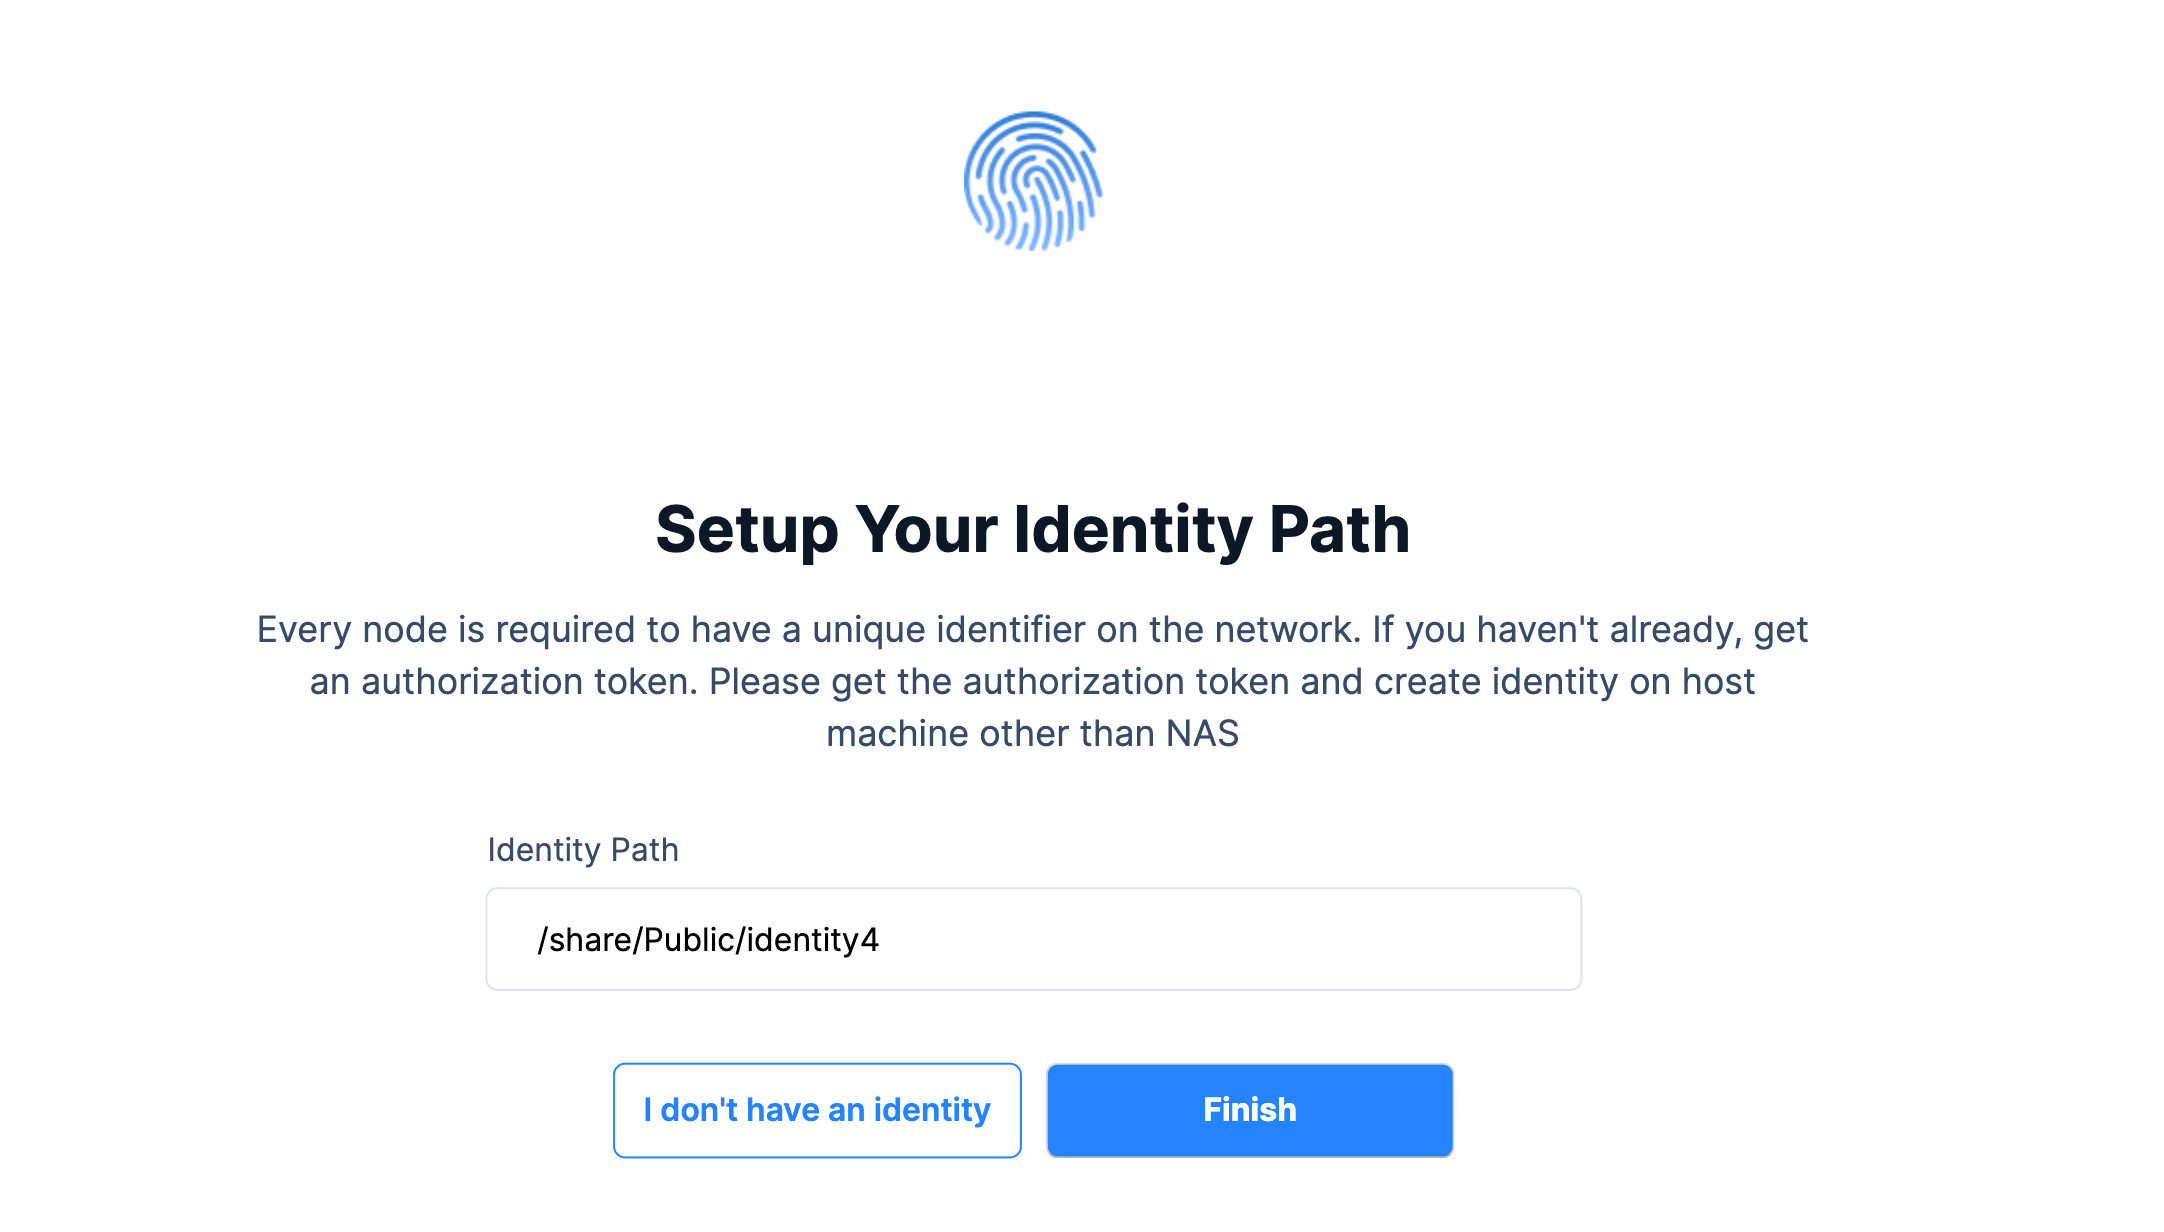 Setup Your Identity Path
Every node is required to have a unique identifier on the network. If you haven't already, get
an authorization token. Please get the authorization token and create identity on host
machine other than NAS
Identity Path
/share/Public/identity4
I don't have an identity
Finish